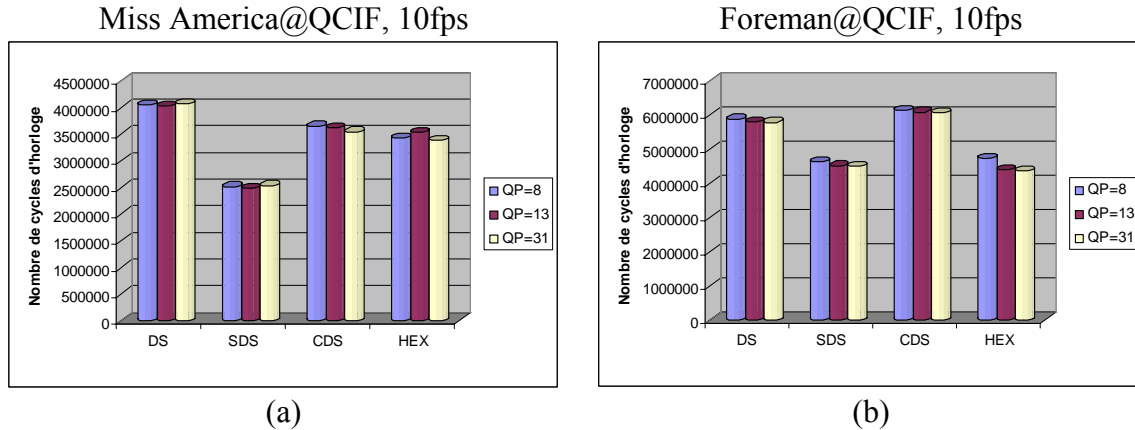 Miss America@QCIF, 10fps
Nombre de cycles d'horloge
4500000
4000000
3500000
3000000
2500000
2000000
1500000
1000000
500000
0
DS SDS CDS HEX
QP=8
QP=13
QP=31
(a)
Foreman@QCIF, 10fps
Nombre de cycles d'horloge
7000000
6000000
5000000
4000000
3000000
2000000
1000000
0
DS SDS CDS HEX
QP=8
QP=13
QP=31
(b)